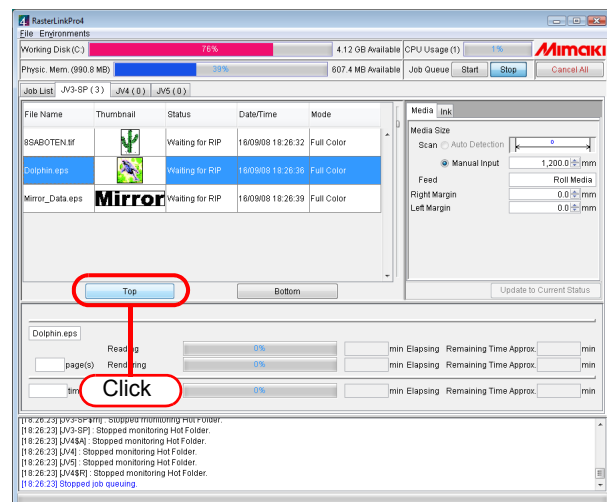 RasterLinkPro4
File Environments
Working Disk (C:) 76% 4.12 GB Available CPU Usage (1) 1% Mimaki
Physic. Mem. (990.8 MB) 39% 607.4 MB Available Job Queue Start Stop Cancel All
Job List JV3-SP ( 3 ) JV4 ( 0 ) JV5 ( 0 )
File Name Thumbnail Status Date/Time Mode
8SABOTEN.tif Waiting for RIP 16/09/08 18:26:32 Full Color
Dolphin.eps Waiting for RIP 16/09/08 18:26:36 Full Color
Mirror_Data.eps Mirror Waiting for RIP 16/09/08 18:26:39 Full Color
Media Ink
Media Size
Scan Auto Detection 0
Manual Input 1,200.0 mm
Feed Roll Media
Right Margin 0.0 mm
Left Margin 0.0 mm
Top Bottom Update to Current Status
Dolphin.eps
Reading 0% min Elapsing Remaining Time Approx. min
page(s) Rendering 0% min Elapsing Remaining Time Approx. min
Click
0% min Elapsing Remaining Time Approx. min
[18:26:23] [JV3-SP] : Stopped monitoring Hot Folder.
[18:26:23] [JV4$A] : Stopped monitoring Hot Folder.
[18:26:23] [JV4] : Stopped monitoring Hot Folder.
[18:26:23] [JV5] : Stopped monitoring Hot Folder.
[18:26:23] [JV4$R] : Stopped monitoring Hot Folder.
[18:26:23] Stopped job queuing.